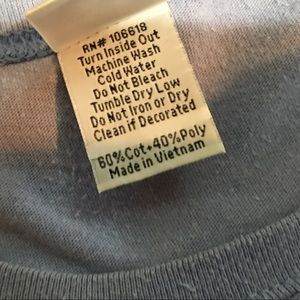 RN# 106618
Turn Inside Out
Machine Wash
Cold Water
Do Not Bleach
Tumble Dry Low
Do Not Iron or Dry
Clean if Decorated
60%Cot+40%Poly
Made in Vietnam